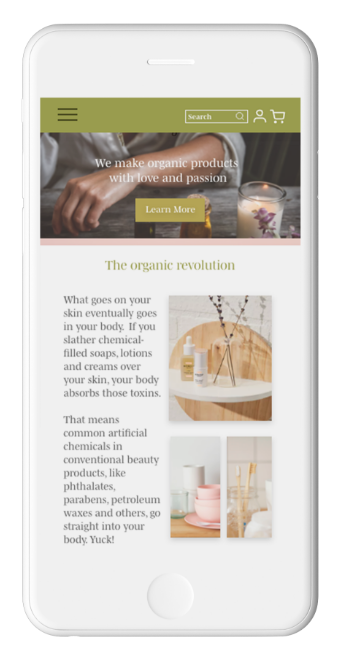 Search
We make organic products
with love and passion
Learn More
The organic revolution
What goes on your
skin eventually goes
in your body. If you
slather chemical-
filled soaps, lotions
and creams over
your skin, your body
absorbs those toxins.
That means
common artificial
chemicals in
conventional beauty
products, like
phthalates,
parabens, petroleum
waxes and others, go
straight into your
body. Yuck!